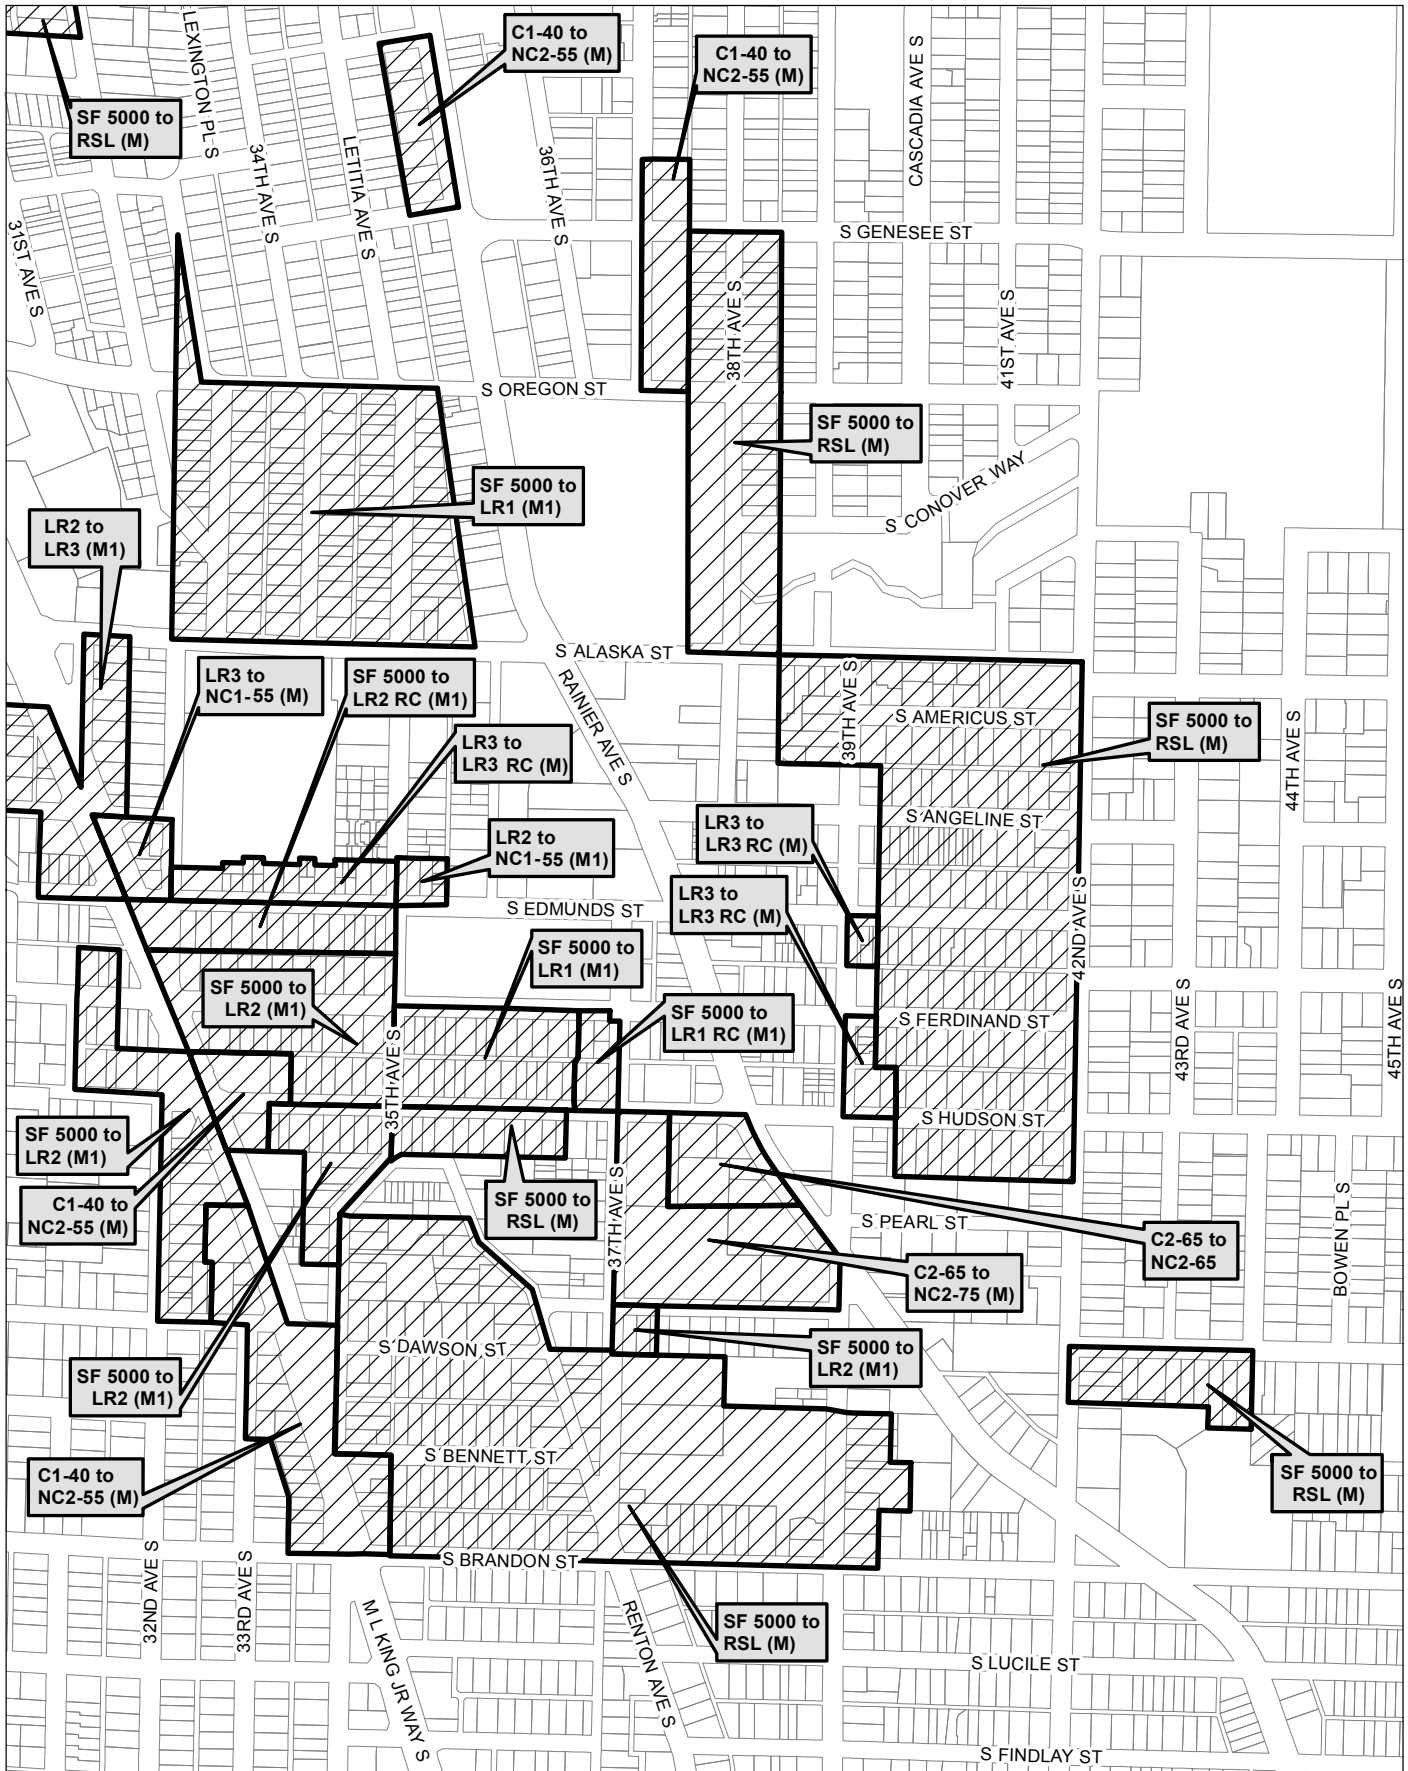 C1-40 to
NC2-55 (M)
C1-40 to
NC2-55 (M)
SF 5000 to
RSL (M)
LEXINGTON PL S
34TH AVE S
LETITIA AVE S
36TH AVE S
CASCADIA AVE S
31ST AVE S
S GENESEE ST
38TH AVE S
41ST AVE S
S OREGON ST
SF 5000 to
RSL (M)
S CONOVER WAY
SF 5000 to
LR1 (M1)
LR2 to
LR3 (M1)
S ALASKA ST
LR3 to
NC1-55 (M)
SF 5000 to
LR2 RC (M1)
RAINIER AVE S
39TH AVE S
S AMERICUS ST
SF 5000 to
RSL (M)
44TH AVE S
LR3 to
LR3 RC (M)
LR3 to
LR3 RC (M)
S ANGELINE ST
LR2 to
NC1-55 (M1)
LR3 to
LR3 RC (M)
S EDMUNDS ST
42ND AVE S
SF 5000 to
LR1 (M1)
SF 5000 to
LR2 (M1)
SF 5000 to
LR1 RC (M1)
S FERDINAND ST
43RD AVE S
45TH AVE S
35TH AVE S
S HUDSON ST
SF 5000 to
LR2 (M1)
C1-40 to
NC2-55 (M)
SF 5000 to
RSL (M)
37TH AVE S
S PEARL ST
C2-65 to
NC2-65
BOWEN PL S
C2-65 to
NC2-75 (M)
S DAWSON ST
SF 5000 to
LR2 (M1)
SF 5000 to
LR2 (M1)
S BENNETT ST
C1-40 to
NC2-55 (M)
SF 5000 to
RSL (M)
S BRANDON ST
32ND AVE S
33RD AVE S
M L KING JR WAY S
RENTON AVE S
SF 5000 to
RSL (M)
S LUCILE ST
S FINDLAY ST